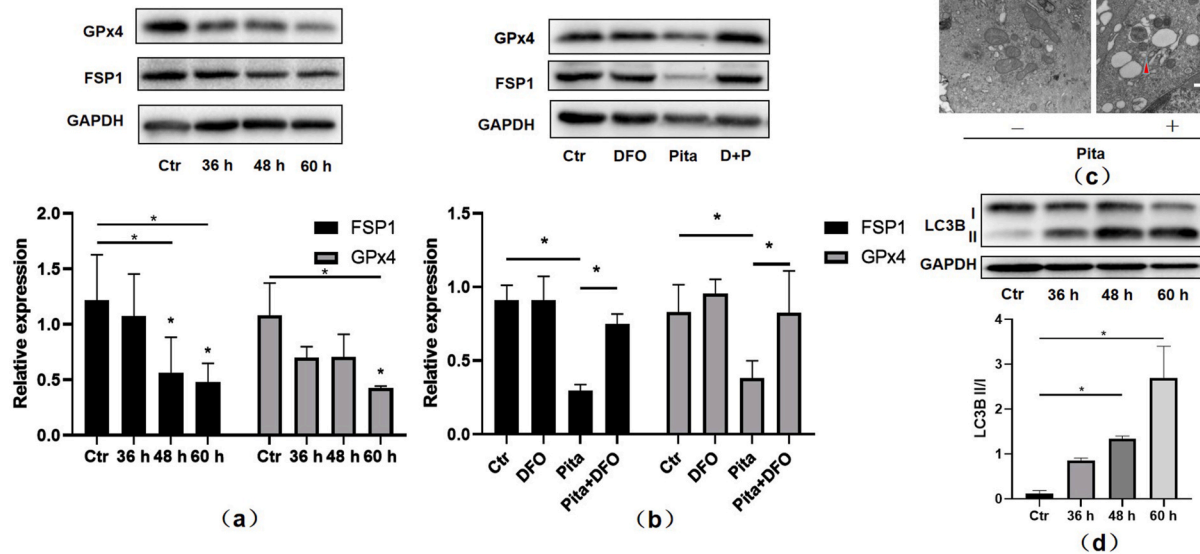 GPx4
FSP1
GAPDH
Ctr 36 h 48 h 60 h
2.0
1.5
1.0
0.5
0.0
Relative expression
* * * * * *
FSP1
GPx4
Ctr 36 h 48 h 60 h Ctr 36 h 48 h 60 h
(a)
GPx4
FSP1
GAPDH
Ctr DFO Pita D+P
1.5
1.0
0.5
0.0
Relative expression
* * * *
FSP1
GPx4
Ctr DFO Pita Pita+DFO Ctr DFO Pita Pita+DFO
(b)
− +
Pita
(c)
LC3B I
II
GAPDH
Ctr 36 h 48 h 60 h
4
3
2
1
0
LC3B II/I
* *
Ctr 36 h 48 h 60 h
(d)